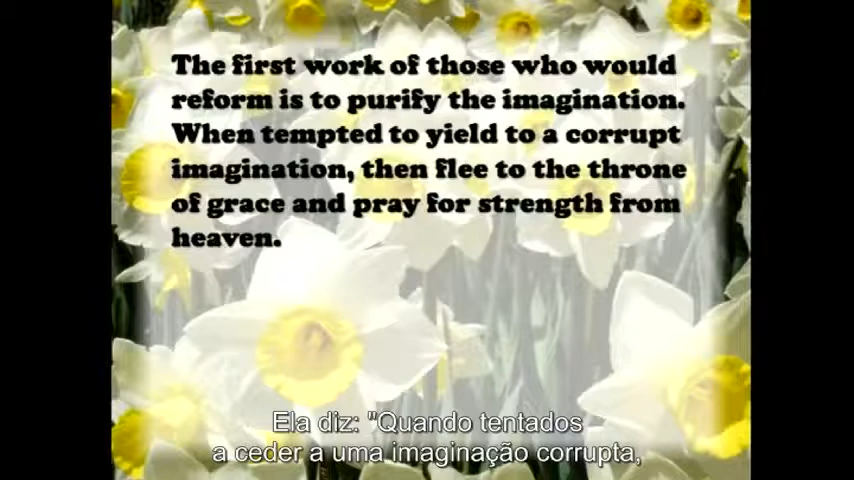 The first work of those who would
reform is to purify the imagination.
When tempted to yield to a corrupt
imagination, then flee to the throne
of grace and pray for strength from
heaven.
Ela diz: "Quando tentados
a ceder a uma imaginação corrupta,